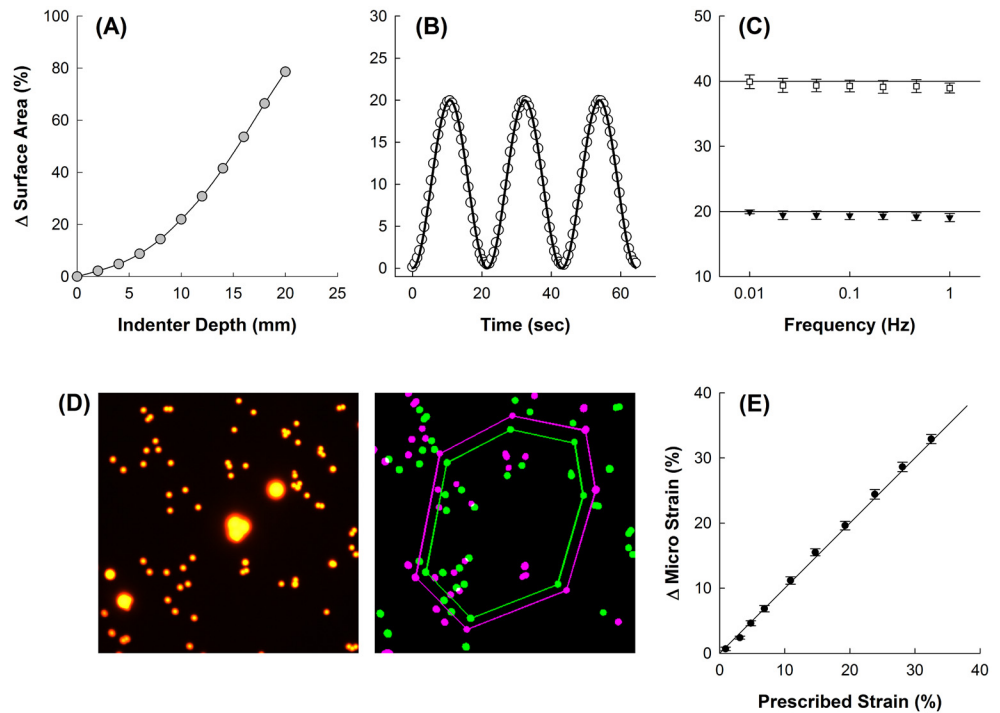 (A)
Δ Surface Area (%)
100
80
60
40
20
0
0 5 10 15 20 25
Indenter Depth (mm)
(B)
30
25
20
15
10
5
0
0 20 40 60
Time (sec)
(C)
50
40
30
20
10
0.01 0.1 1
Frequency (Hz)
(D)
(E)
Δ Micro Strain (%)
40
30
20
10
0
0 10 20 30 40
Prescribed Strain (%)